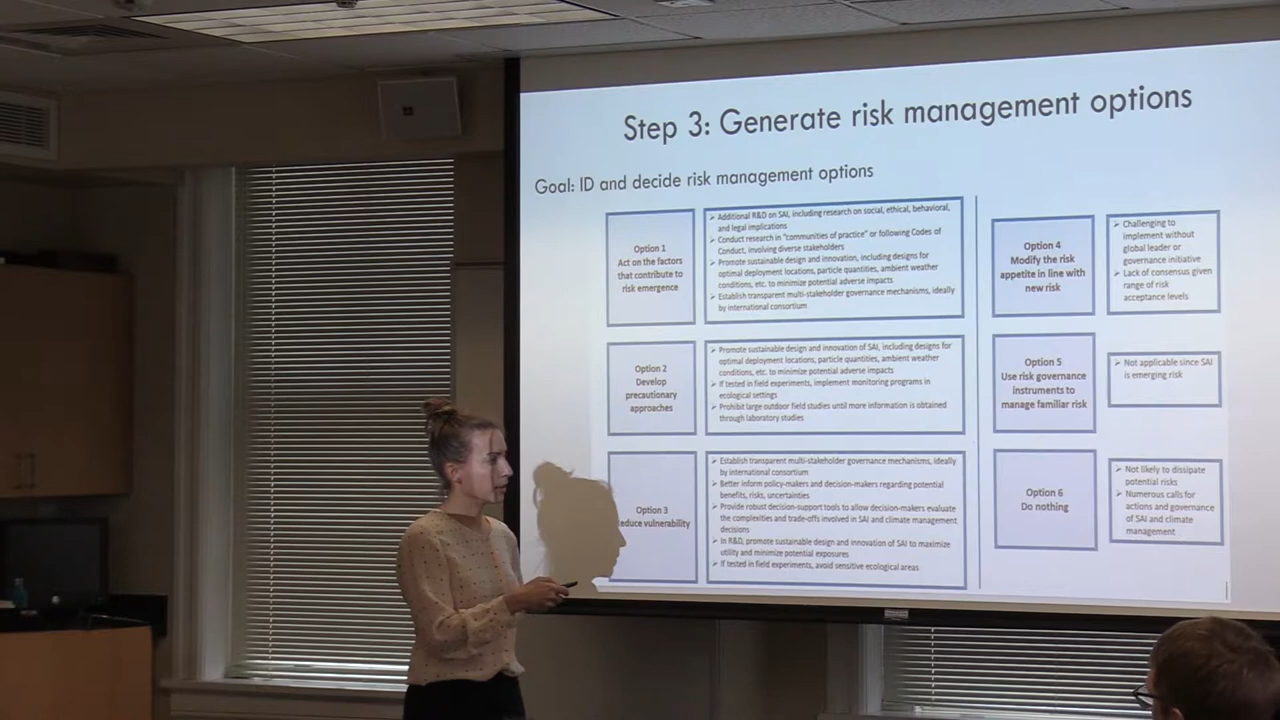 Step 3: Generate risk management options
Goal: ID and decide risk management options
Option 1
Act on the factors
that contribute to
risk emergence
➢ Additional R&D on SAI, including research on social, ethical, behavioral,
and legal implications
➢ Conduct research in "communities of practice" or following Codes of
Conduct, involving diverse stakeholders
➢ Promote sustainable design and innovation, including designs for
optimal deployment locations, particle quantities, ambient weather
conditions, etc. to minimize potential adverse impacts
➢ Establish transparent multi-stakeholder governance mechanisms, ideally
by international consortium
Option 2
Develop
precautionary
approaches
➢ Promote sustainable design and innovation of SAI, including designs for
optimal deployment locations, particle quantities, ambient weather
conditions, etc. to minimize potential adverse impacts
➢ If tested in field experiments, implement monitoring programs in
ecological settings
➢ Prohibit large outdoor field studies until more information is obtained
through laboratory studies
Option 3
educe vulnerability
➢ Establish transparent multi-stakeholder governance mechanisms, ideally
by international consortium
➢ Better inform policy-makers and decision-makers regarding potential
benefits, risks, uncertainties
➢ Provide robust decision-support tools to allow decision-makers evaluate
the complexities and trade-offs involved in SAI and climate management
decisions
➢ In R&D, promote sustainable design and innovation of SAI to maximize
utility and minimize potential exposures
➢ If tested in field experiments, avoid sensitive ecological areas
Option 4
Modify the risk
appetite in line with
new risk
➢ Challenging to
implement without
global leader or
governance initiative
➢ Lack of consensus given
range of risk
acceptance levels
Option 5
Use risk governance
instruments to
manage familiar risk
➢ Not applicable since SAI
is emerging risk
Option 6
Do nothing
➢ Not likely to dissipate
potential risks
➢ Numerous calls for
actions and governance
of SAI and climate
management